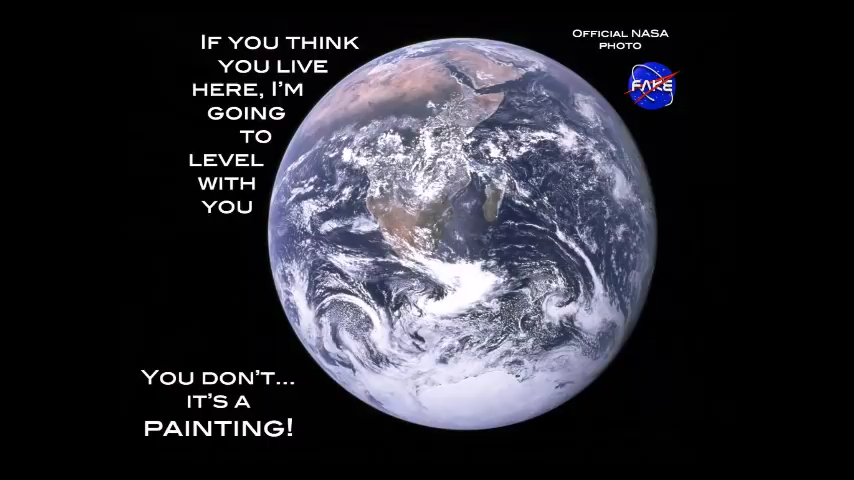 If you think
you live
here, I'm
going
to
level
with
you
Official NASA
photo
FAKE
You don't...
it's a
painting!